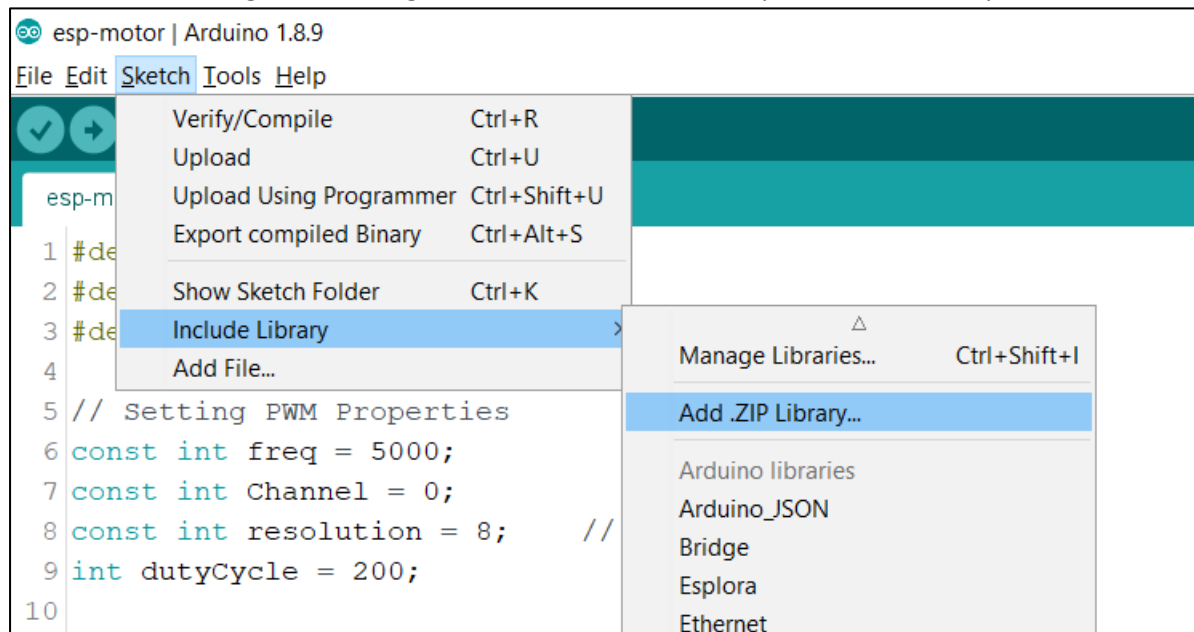 esp-motor | Arduino 1.8.9
File Edit Sketch Tools Help
Verify/Compile Ctrl+R
Upload Ctrl+U
esp-m Upload Using Programmer Ctrl+Shift+U
Export compiled Binary Ctrl+Alt+S
1 #de
2 #de Show Sketch Folder Ctrl+K
3 #de Include Library >
Manage Libraries... Ctrl+Shift+I
4 Add File...
5 // Setting PWM Properties
Add .ZIP Library...
6 const int freq = 5000;
Arduino libraries
7 const int Channel = 0;
Arduino_JSON
8 const int resolution = 8; //
Bridge
9 int dutyCycle = 200;
Esplora
10
Ethernet